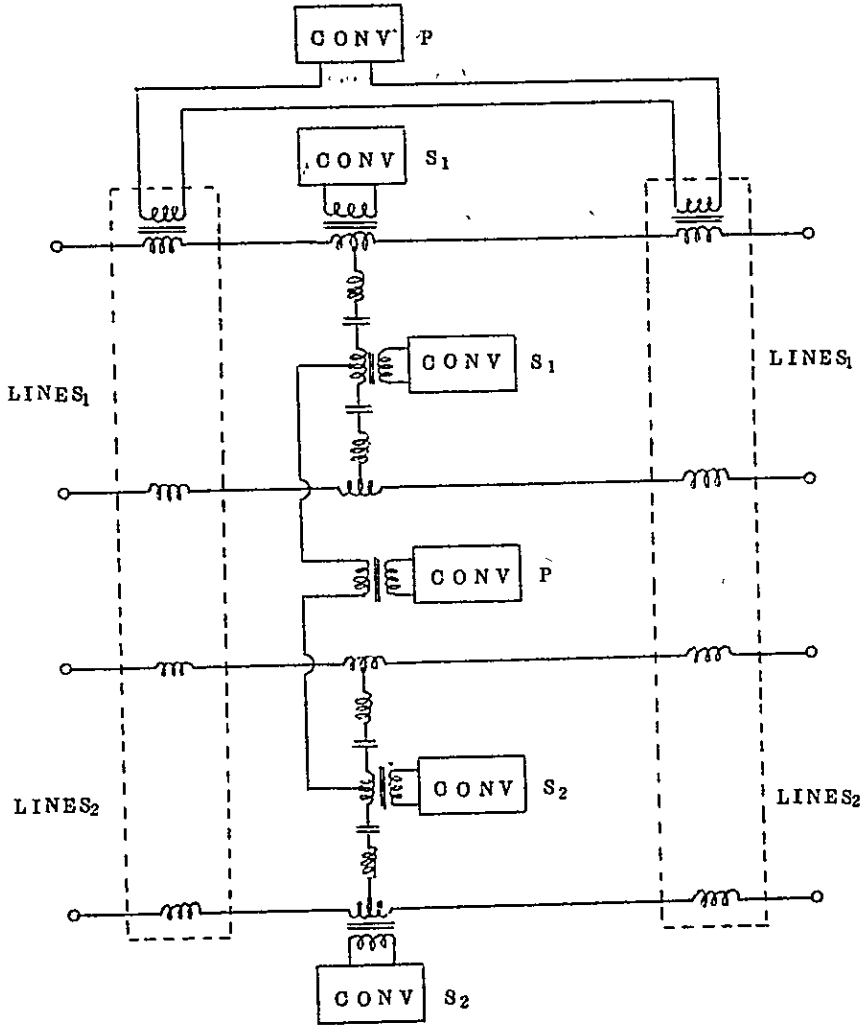 CONV P
CONV S₁
CONV S₁
LINES₁ LINES₁
CONV P
CONV S₂
LINES₂ LINES₂
CONV S₂